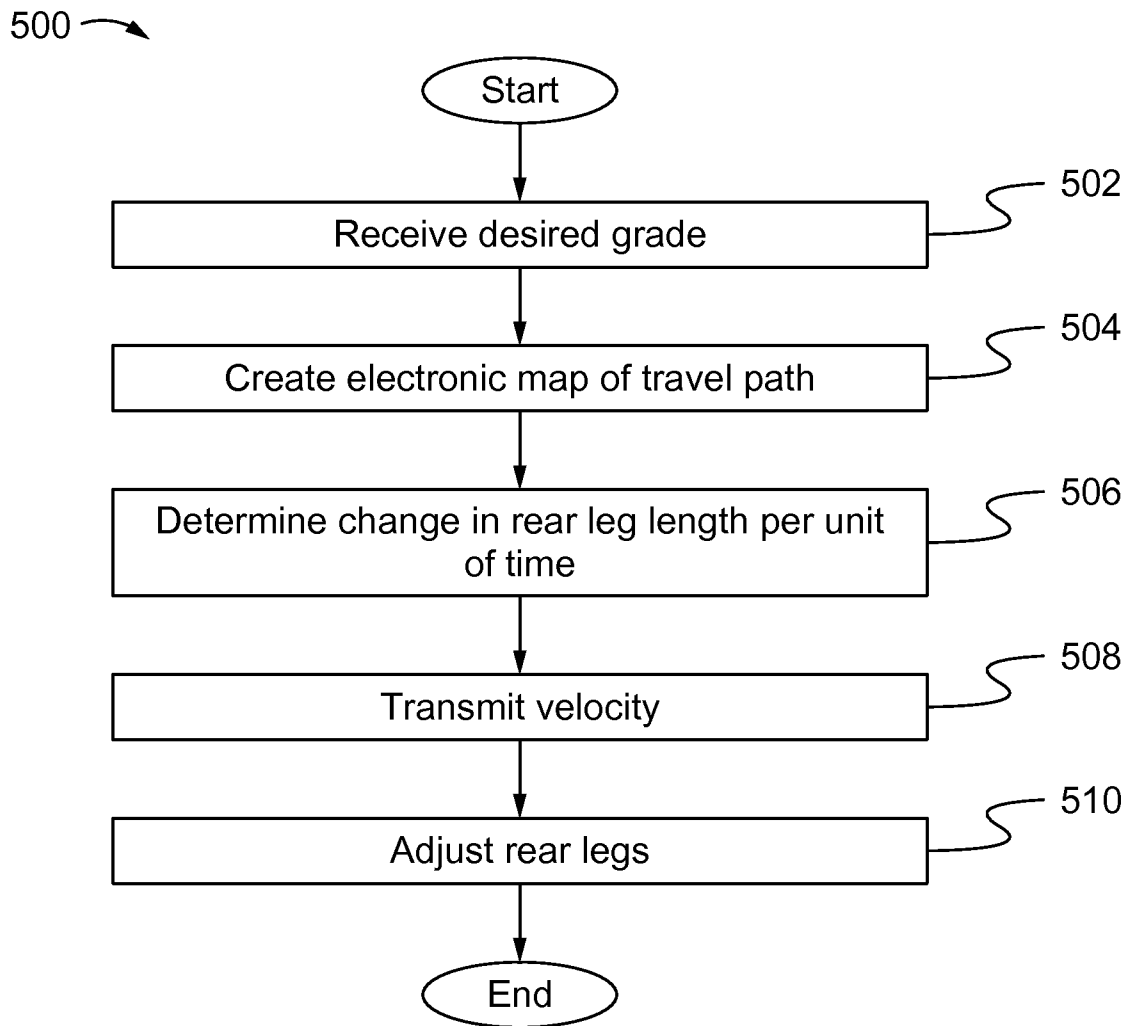 500
Start
502
Receive desired grade
504
Create electronic map of travel path
506
Determine change in rear leg length per unit
of time
508
Transmit velocity
510
Adjust rear legs
End